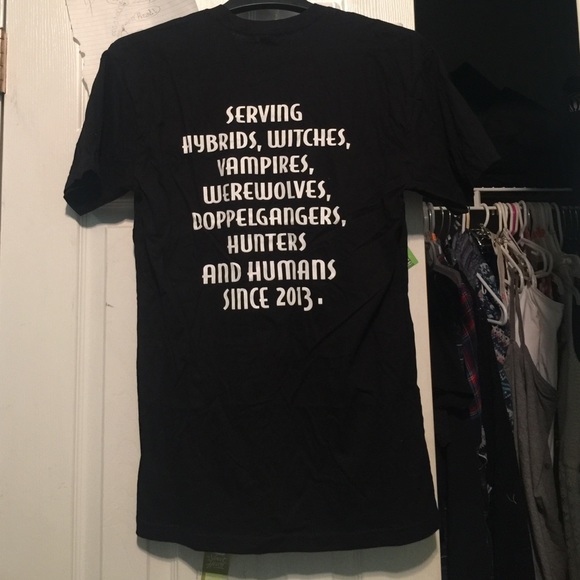 SERVING
HYBRIDS, WITCHES,
VAMPIRES,
WEREWOLVES,
DOPPELGANGERS,
HUNTERS
AND HUMANS
SINCE 2013.